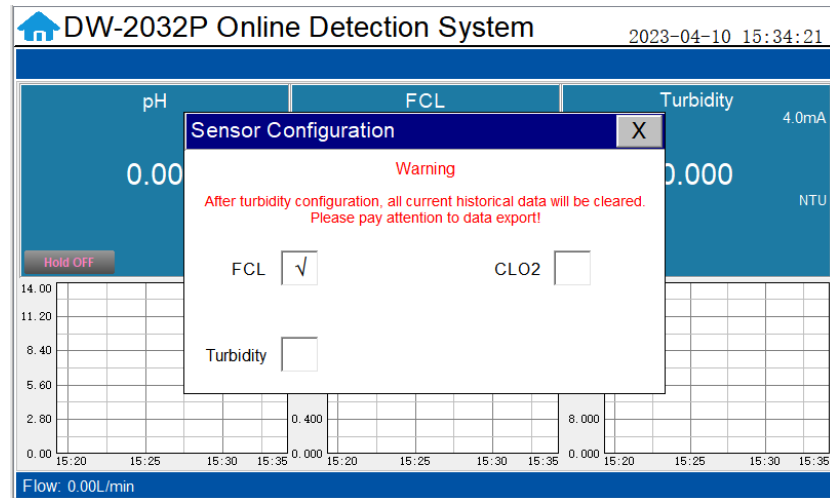 DW-2032P Online Detection System
2023-04-10 15:34:21
pH
FCL
Turbidity
4.0mA
Sensor Configuration
X
0.00
Warning
0.000
After turbidity configuration, all current historical data will be cleared.
Please pay attention to data export!
NTU
Hold OFF
FCL √
CLO2
Turbidity
14.00
11.20
8.40
5.60
2.80
0.400
8.000
0.00
0.000
0.000
15:20 15:25 15:30 15:35
15:20 15:25 15:30 15:35
15:20 15:25 15:30 15:35
Flow: 0.00L/min